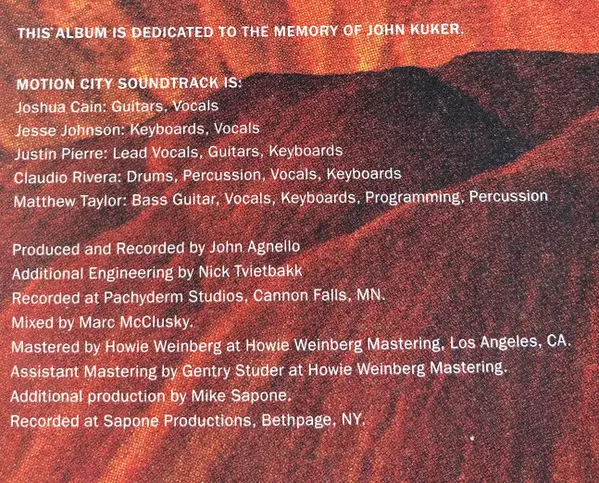 THIS ALBUM IS DEDICATED TO THE MEMORY OF JOHN KUKER.
MOTION CITY SOUNDTRACK IS:
Joshua Cain: Guitars, Vocals
Jesse Johnson: Keyboards, Vocals
Justin Pierre: Lead Vocals, Guitars, Keyboards
Claudio Rivera: Drums, Percussion, Vocals, Keyboards
Matthew Taylor: Bass Guitar, Vocals, Keyboards, Programming, Percussion
Produced and Recorded by John Agnello
Additional Engineering by Nick Tvietbakk
Recorded at Pachyderm Studios, Cannon Falls, MN.
Mixed by Marc McClusky.
Mastered by Howie Weinberg at Howie Weinberg Mastering, Los Angeles, CA.
Assistant Mastering by Gentry Studer at Howie Weinberg Mastering.
Additional production by Mike Sapone.
Recorded at Sapone Productions, Bethpage, NY.